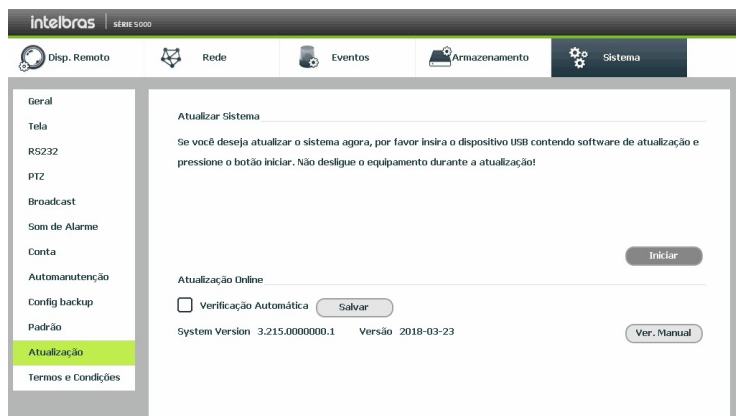 intelbras SÉRIE 5000
Disp. Remoto Rede Eventos Armazenamento Sistema
Geral
Tela
RS232
PTZ
Broadcast
Som de Alarme
Conta
Automanutenção
Config backup
Padrão
Atualização
Termos e Condições
Atualizar Sistema
Se você deseja atualizar o sistema agora, por favor insira o dispositivo USB contendo software de atualização e
pressione o botão iniciar. Não desligue o equipamento durante a atualização!
Iniciar
Atualização Online
Verificação Automática Salvar
System Version 3.215.0000000.1 Versão 2018-03-23 Ver. Manual